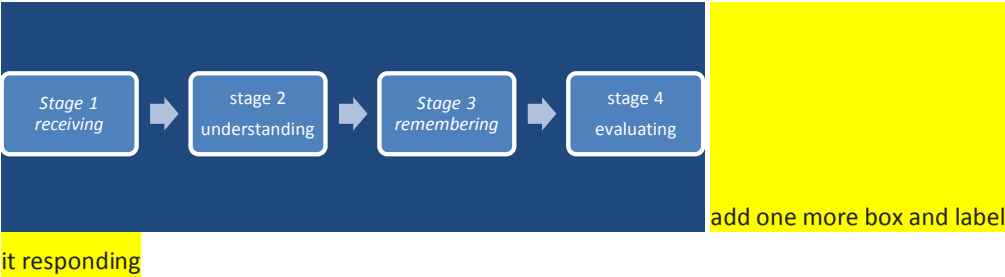 Stage 1
receiving
stage 2
understanding
Stage 3
remembering
stage 4
evaluating
add one more box and label
it responding